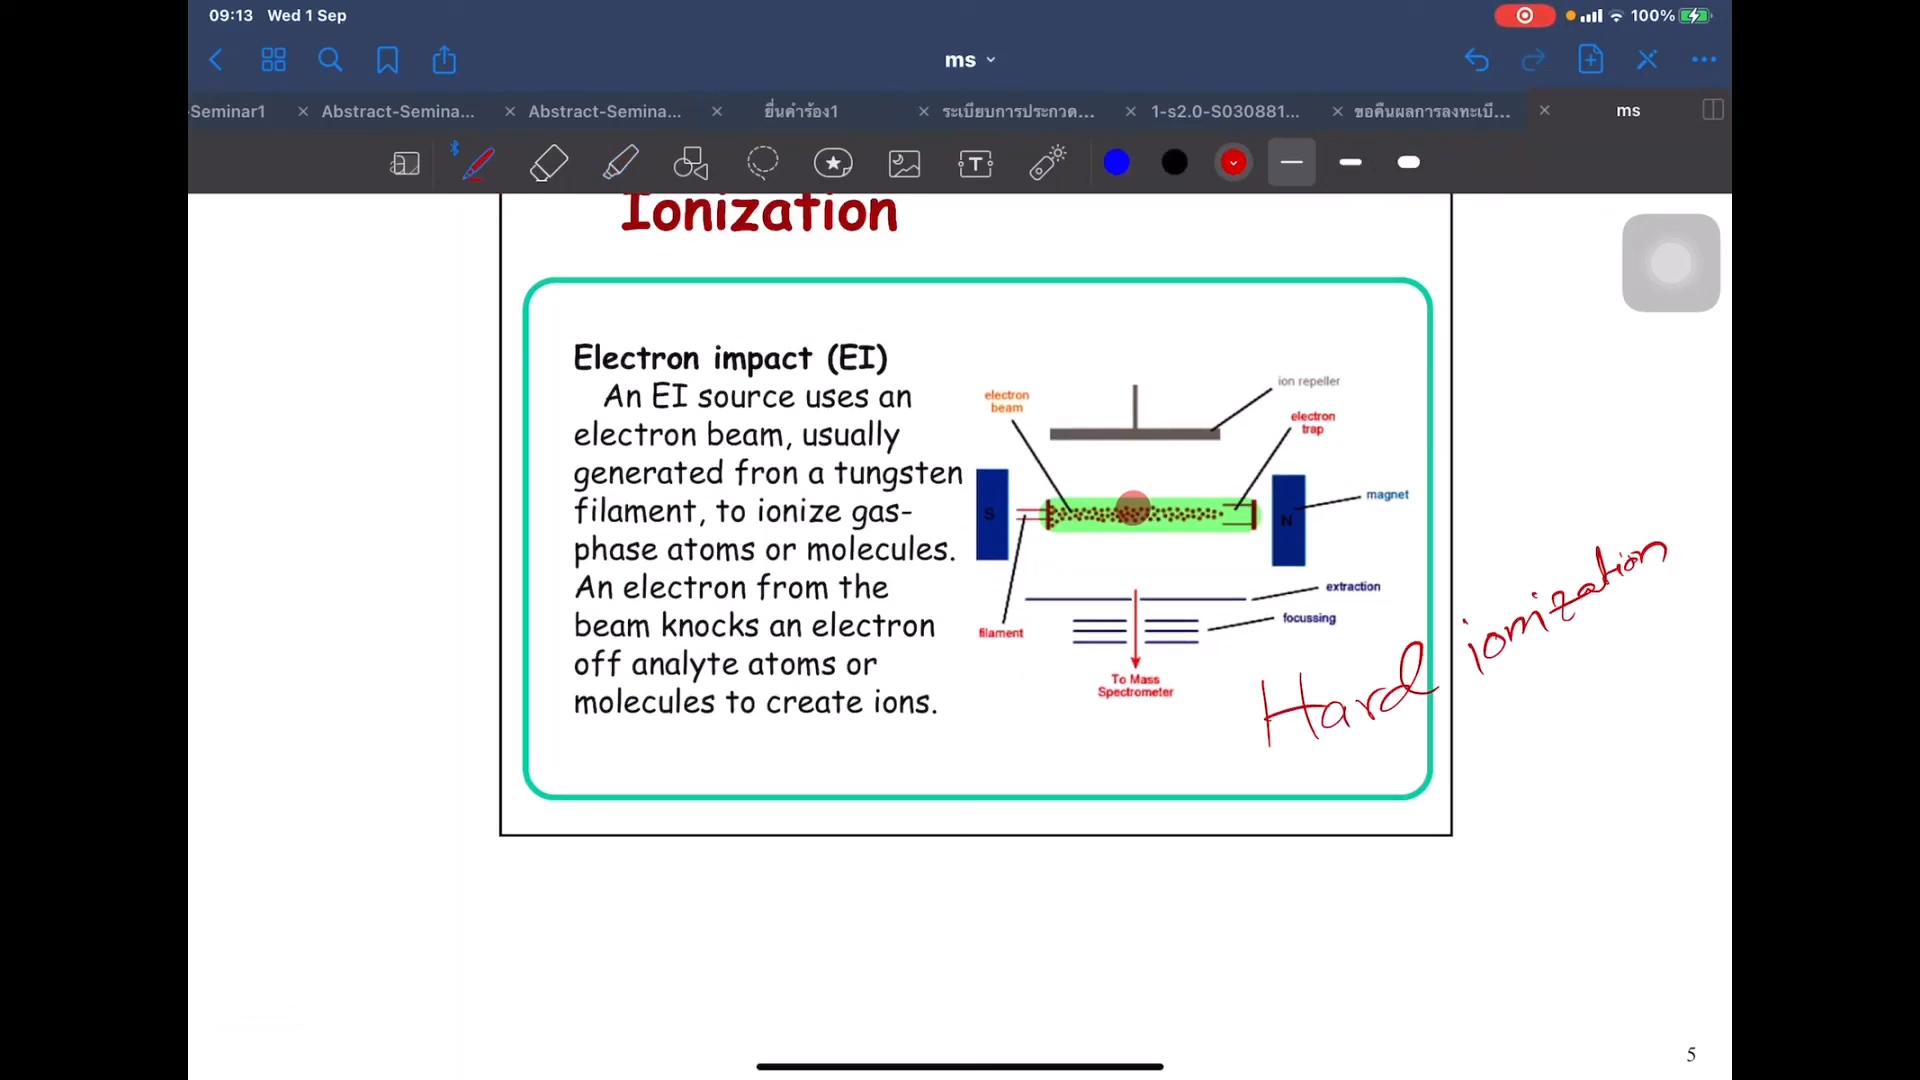 09:13 Wed 1 Sep
100%
ms
Seminar1
Abstract-Semina...
Abstract-Semina...
ยื่นคำร้อง1
ระเบียบการประกวด...
1-s2.0-S030881...
ขอคืนผลการลงทะเบี...
ms
Ionization
Electron impact (EI)
An EI source uses an
electron beam, usually
generated fron a tungsten
filament, to ionize gas-
phase atoms or molecules.
An electron from the
beam knocks an electron
off analyte atoms or
molecules to create ions.
ion repeller
electron
beam
electron
trap
magnet
S
N
extraction
focussing
filament
To Mass
Spectrometer
Hard ionization
5